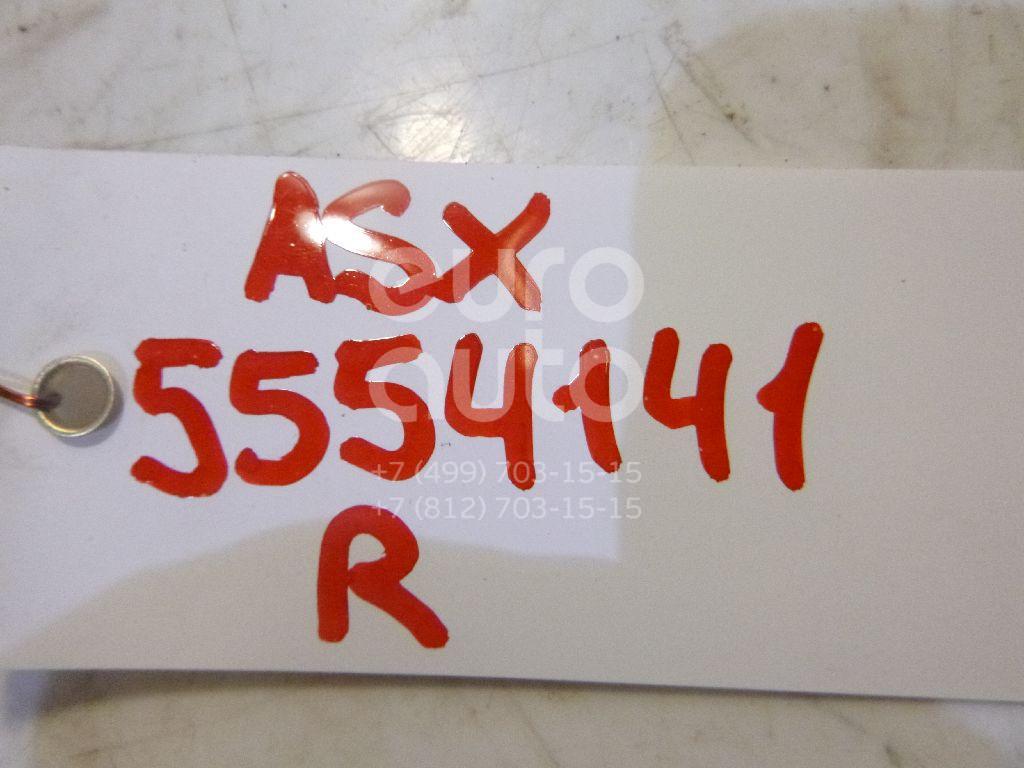 ASX
euro
5554141
auto
+7 (499) 703-15-15
+7 (812) 703-15-15
R